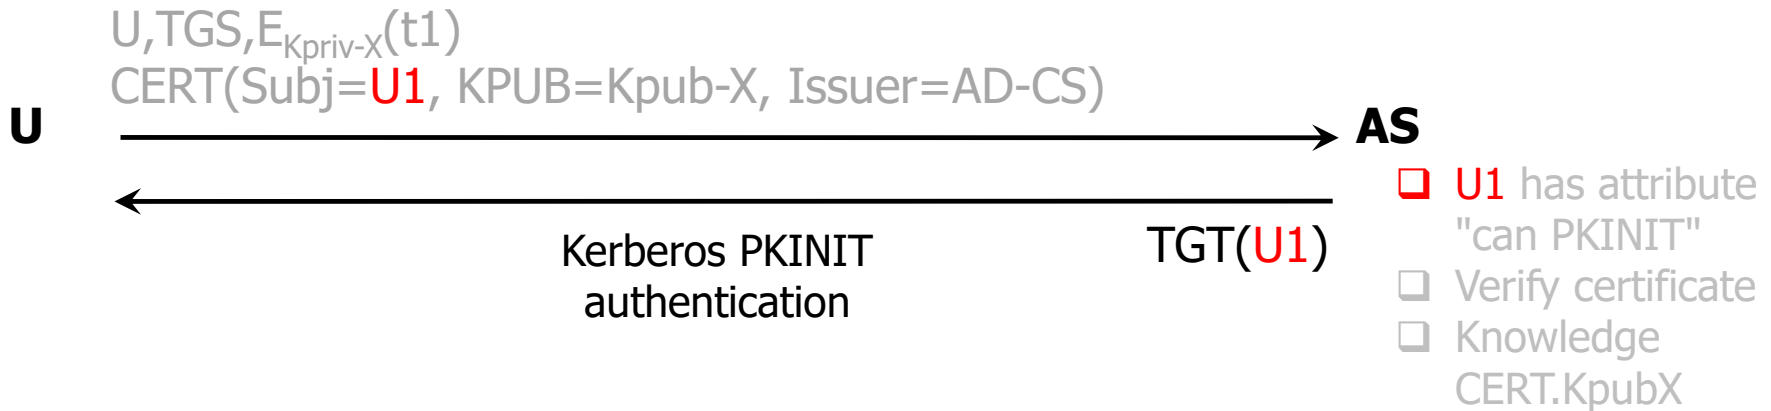 U,TGS,E_Kpriv-X(t1)
CERT(Subj=U1, KPUB=Kpub-X, Issuer=AD-CS)
U
AS
Kerberos PKINIT
authentication
TGT(U1)
❑ U1 has attribute
"can PKINIT"
❑ Verify certificate
❑ Knowledge
CERT.KpubX